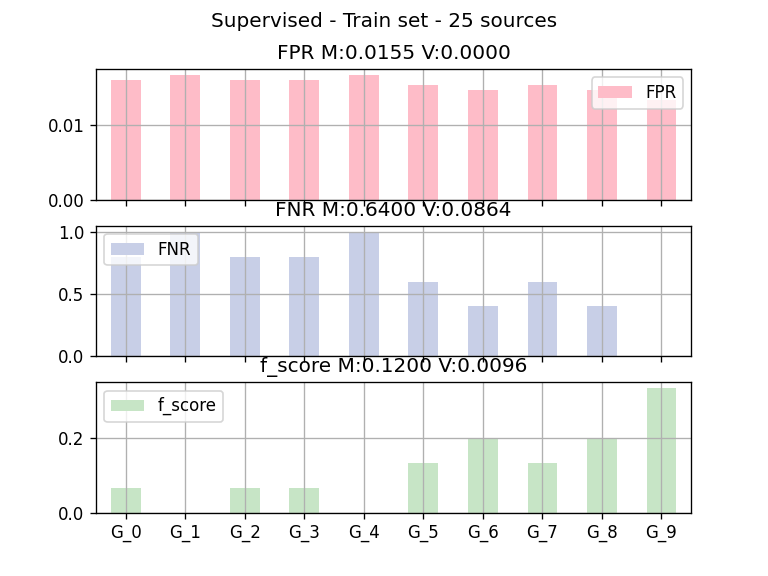 Supervised - Train set - 25 sources
FPR M:0.0155 V:0.0000
FPR
0.01
0.00
FNR M:0.6400 V:0.0864
FNR
1.0
0.5
0.0
f_score M:0.1200 V:0.0096
f_score
0.2
0.0
G_0 G_1 G_2 G_3 G_4 G_5 G_6 G_7 G_8 G_9